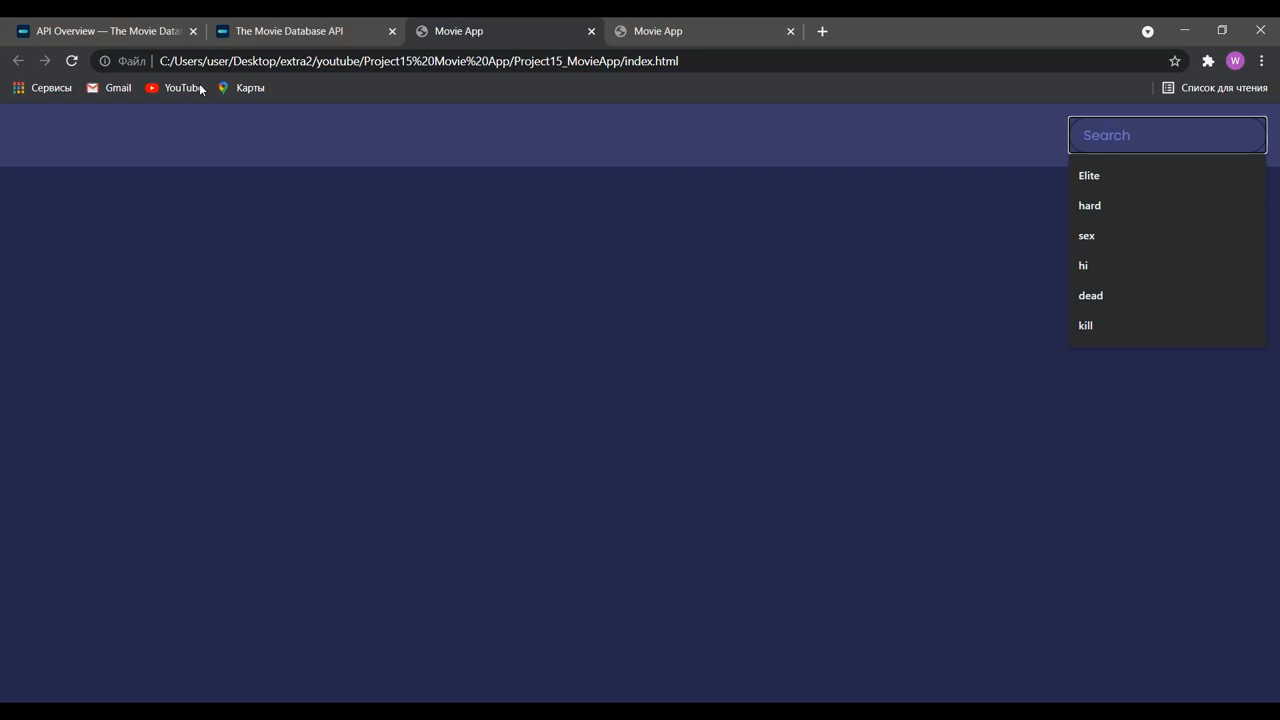 API Overview — The Movie Datal
The Movie Database API
Movie App
Movie App
Файл
C:/Users/user/Desktop/extra2/youtube/Project15%20Movie%20App/Project15_MovieApp/index.html
W
Сервисы
Gmail
YouTube
Карты
Список для чтения
Search
Elite
hard
sex
hi
dead
kill